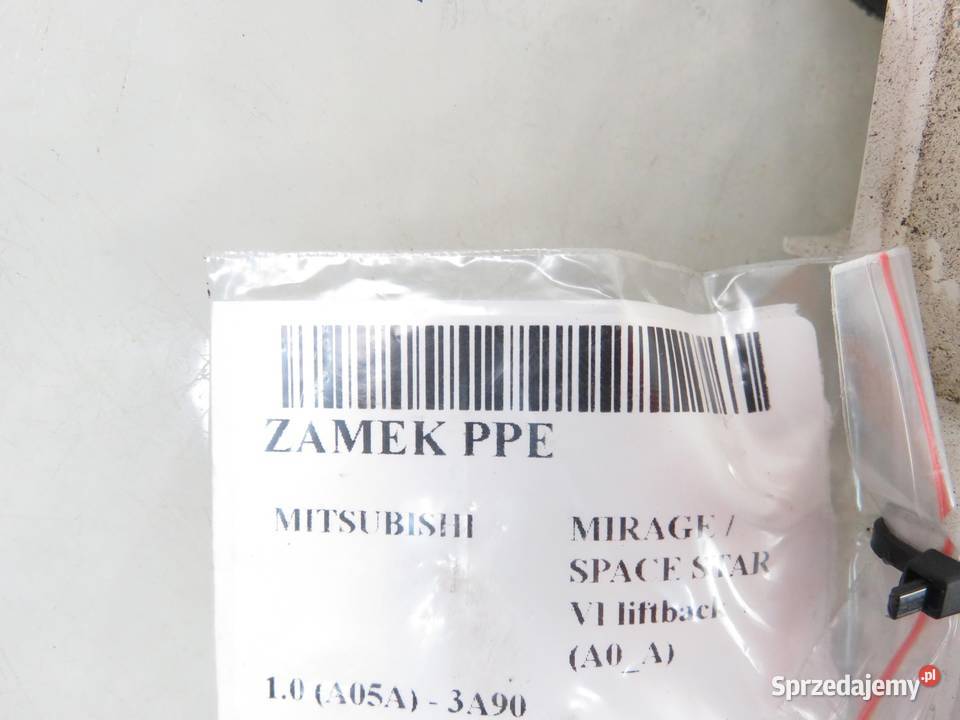 ZAMEK PPE
MITSUBISHI
MIRAGE /
SPACE STAR
VI liftback
(A0_A)
1.0 (A05A) - 3A90
Sprzedajemy.pl